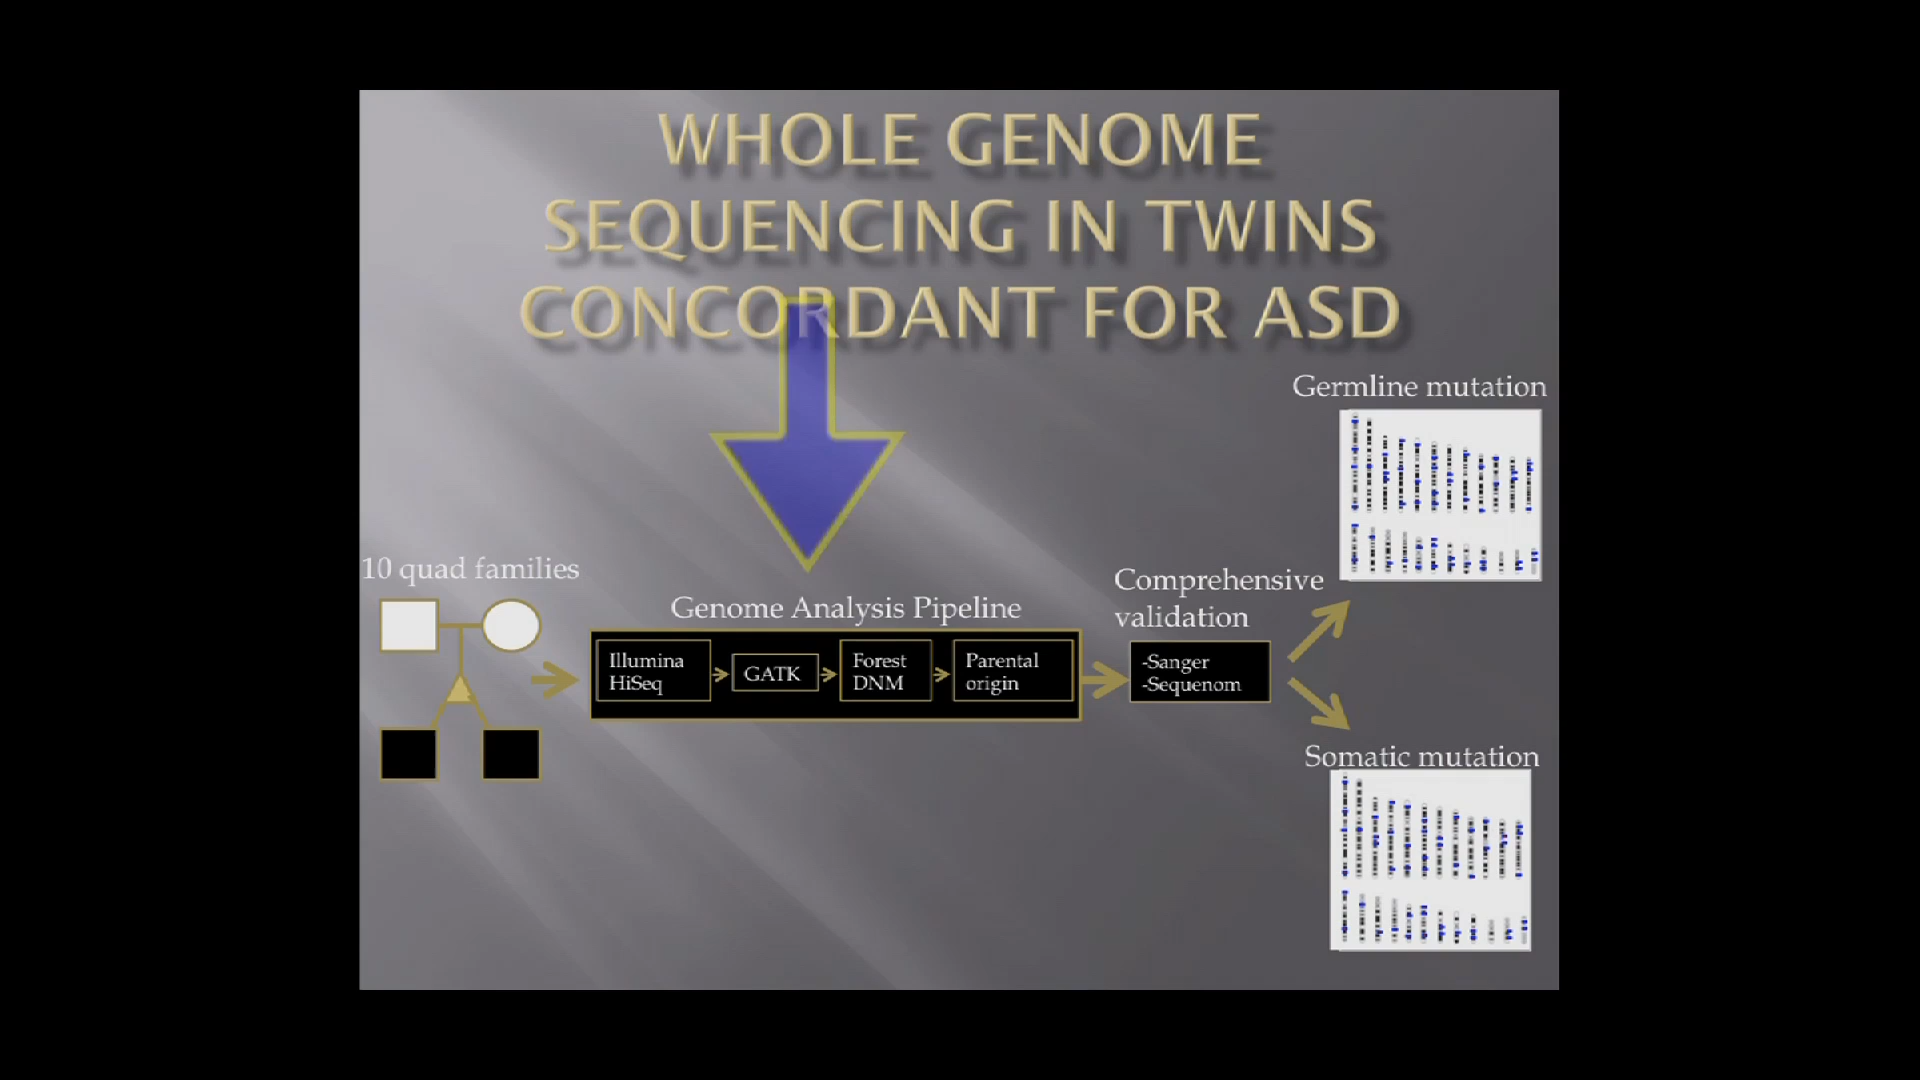 WHOLE GENOME
SEQUENCING IN TWINS
CONCORDANT FOR ASD
10 quad families
Genome Analysis Pipeline
Illumina
HiSeq
GATK
Forest
DNM
Parental
origin
Comprehensive
validation
-Sanger
-Sequenom
Germline mutation
Somatic mutation